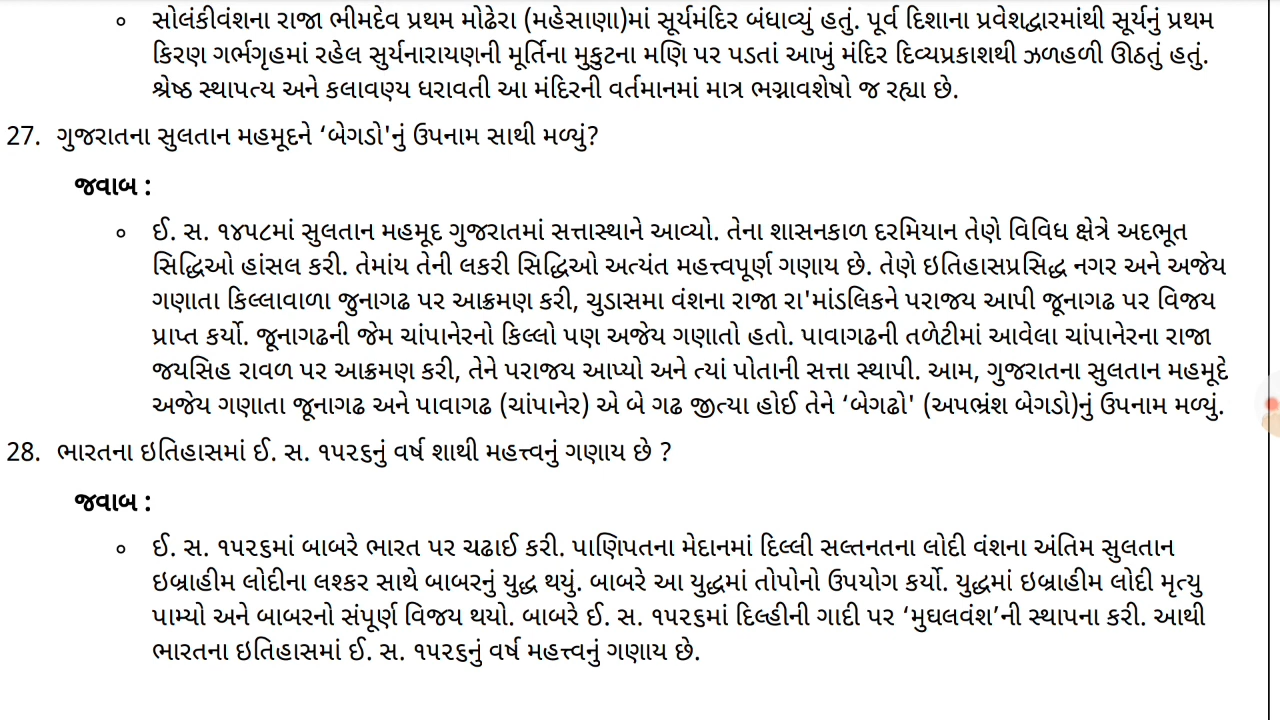 સોલંકીવંશના રાજા ભીમદેવ પ્રથમ મોઢેરા (મહેસાણા)માં સૂર્યમંદિર બંધાવ્યું હતું. પૂર્વ દિશાના પ્રવેશદ્વારમાંથી સૂર્યનું પ્રથમ
કિરણ ગર્ભગૃહમાં રહેલ સુર્યનારાયણની મૂર્તિના મુકુટના મણિ પર પડતાં આખું મંદિર દિવ્યપ્રકાશથી ઝળહળી ઊઠતું હતું.
શ્રેષ્ઠ સ્થાપત્ય અને કલાવણ્ય ધરાવતી આ મંદિરની વર્તમાનમાં માત્ર ભગ્નાવશેષો જ રહ્યા છે.
27. ગુજરાતના સુલતાન મહમૂદને ‘બેગડો'નું ઉપનામ સાથી મળ્યું?
જવાબ :
ઈ. સ. ૧૪૫૮માં સુલતાન મહમૂદ ગુજરાતમાં સત્તાસ્થાને આવ્યો. તેના શાસનકાળ દરમિયાન તેણે વિવિધ ક્ષેત્રે અદભૂત
સિદ્ધિઓ હાંસલ કરી. તેમાંય તેની લકરી સિદ્ધિઓ અત્યંત મહત્ત્વપૂર્ણ ગણાય છે. તેણે ઇતિહાસપ્રસિદ્ધ નગર અને અજેય
ગણાતા કિલ્લાવાળા જુનાગઢ પર આક્રમણ કરી, ચુડાસમા વંશના રાજા રા'માંડલિકને પરાજય આપી જૂનાગઢ પર વિજય
પ્રાપ્ત કર્યો. જૂનાગઢની જેમ ચાંપાનેરનો કિલ્લો પણ અજેય ગણાતો હતો. પાવાગઢની તળેટીમાં આવેલા ચાંપાનેરના રાજા
જયસિહ રાવળ પર આક્રમણ કરી, તેને પરાજય આપ્યો અને ત્યાં પોતાની સત્તા સ્થાપી. આમ, ગુજરાતના સુલતાન મહમૂદે
અજેય ગણાતા જૂનાગઢ અને પાવાગઢ (ચાંપાનેર) એ બે ગઢ જીત્યા હોઈ તેને ‘બેગઢો' (અપભ્રંશ બેગડો)નું ઉપનામ મળ્યું.
28. ભારતના ઇતિહાસમાં ઈ. સ. ૧૫૨૬નું વર્ષ શાથી મહત્ત્વનું ગણાય છે ?
જવાબ :
ઈ. સ. ૧૫૨૬માં બાબરે ભારત પર ચઢાઈ કરી. પાણિપતના મેદાનમાં દિલ્લી સલ્તનતના લોદી વંશના અંતિમ સુલતાન
ઇબ્રાહીમ લોદીના લશ્કર સાથે બાબરનું યુદ્ધ થયું. બાબરે આ યુદ્ધમાં તોપોનો ઉપયોગ કર્યો. યુદ્ધમાં ઇબ્રાહીમ લોદી મૃત્યુ
પામ્યો અને બાબરનો સંપૂર્ણ વિજય થયો. બાબરે ઈ. સ. ૧૫૨૬માં દિલ્હીની ગાદી પર ‘મુઘલવંશ’ની સ્થાપના કરી. આથી
ભારતના ઇતિહાસમાં ઈ. સ. ૧૫૨૬નું વર્ષ મહત્ત્વનું ગણાય છે.